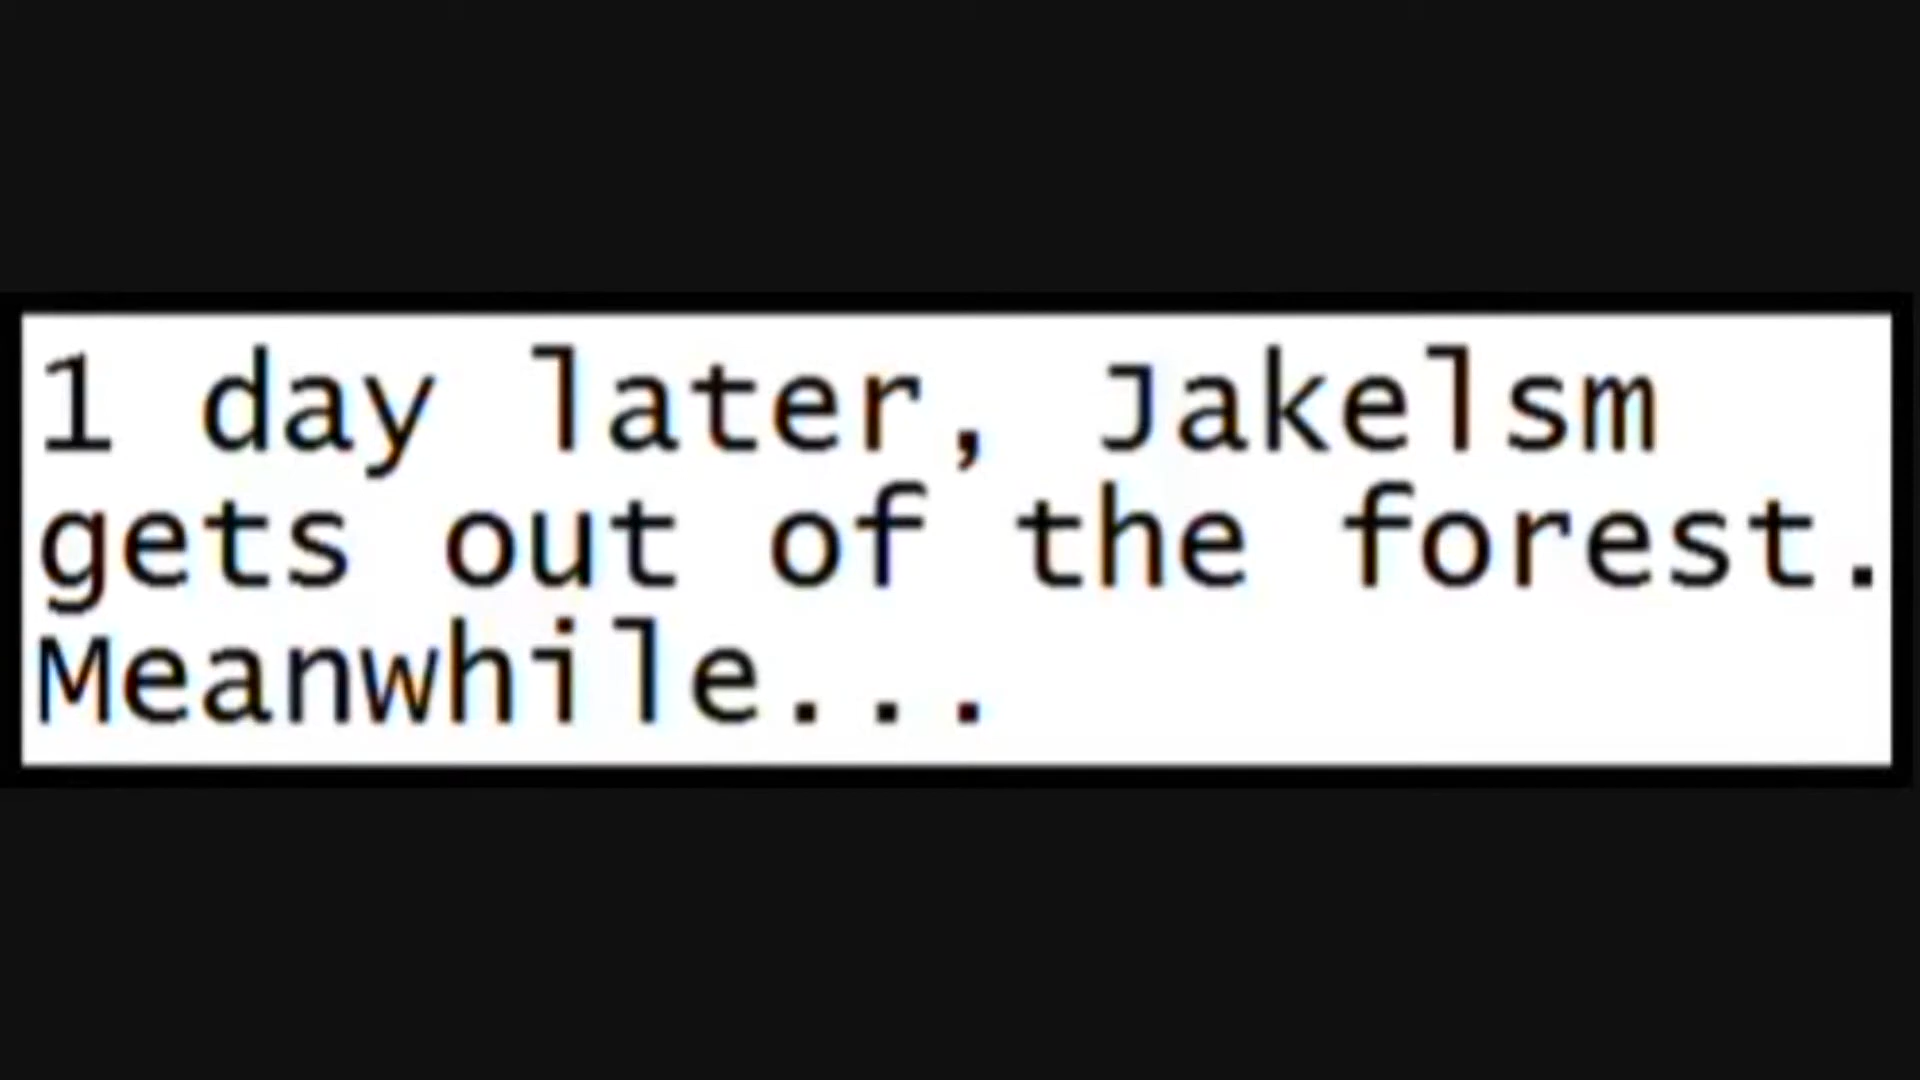 1 day later, Jakelsm
gets out of the forest.
Meanwhile...